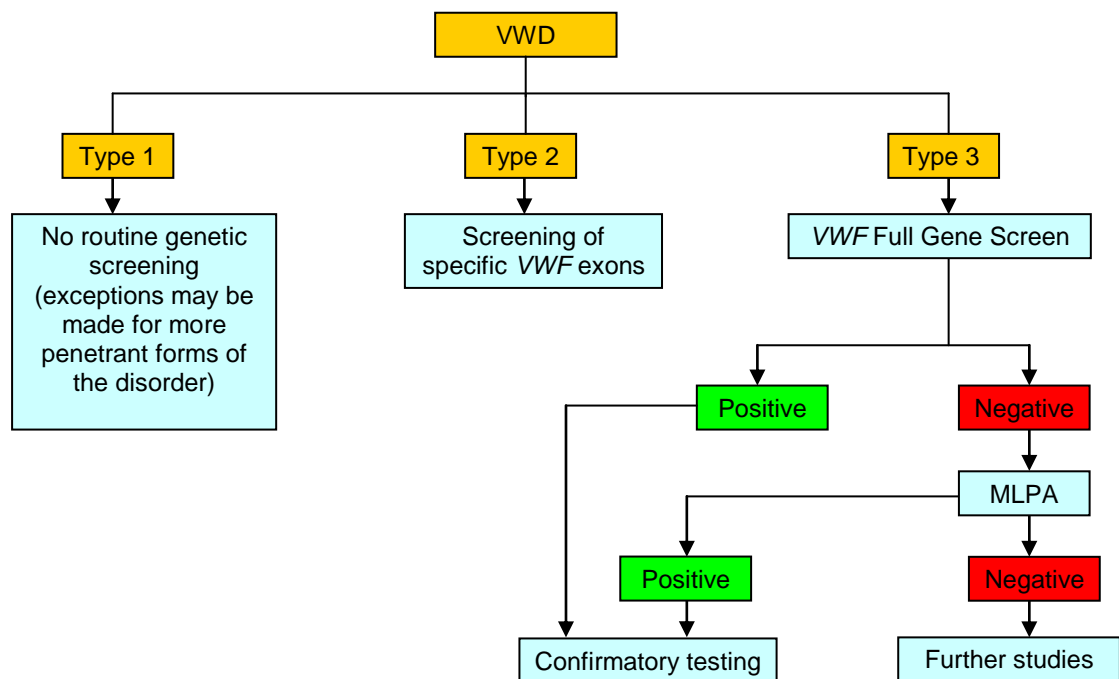 VWD
Type 1
Type 2
Type 3
No routine genetic
screening
(exceptions may be
made for more
penetrant forms of
the disorder)
Screening of
specific VWF exons
VWF Full Gene Screen
Positive
Negative
MLPA
Positive
Negative
Confirmatory testing
Further studies